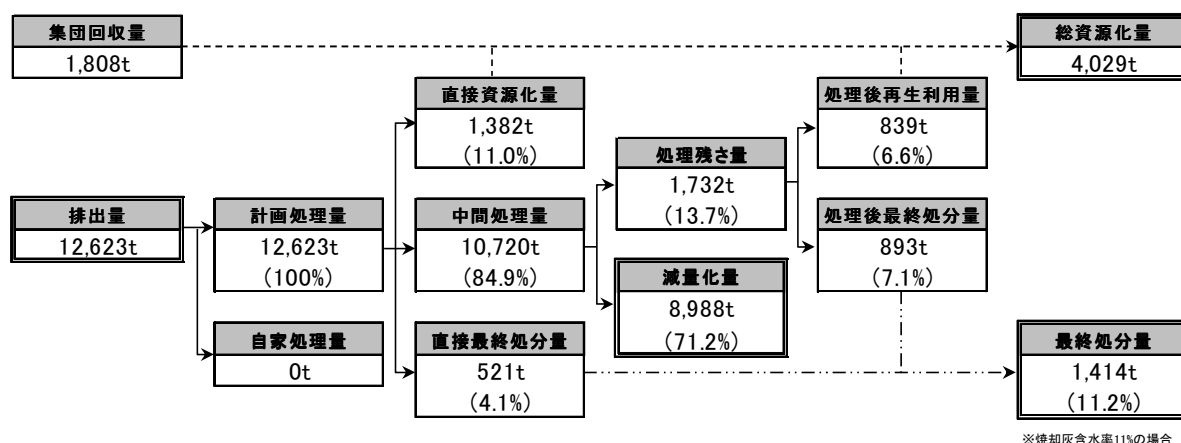 集団回収量
1,808t
総資源化量
4,029t
直接資源化量
1,382t
(11.0%)
処理後再生利用量
839t
(6.6%)
処理残さ量
1,732t
(13.7%)
排出量
12,623t
計画処理量
12,623t
(100%)
中間処理量
10,720t
(84.9%)
処理後最終処分量
893t
(7.1%)
減量化量
8,988t
(71.2%)
自家処理量
0t
直接最終処分量
521t
(4.1%)
最終処分量
1,414t
(11.2%)
※焼却灰含水率11%の場合